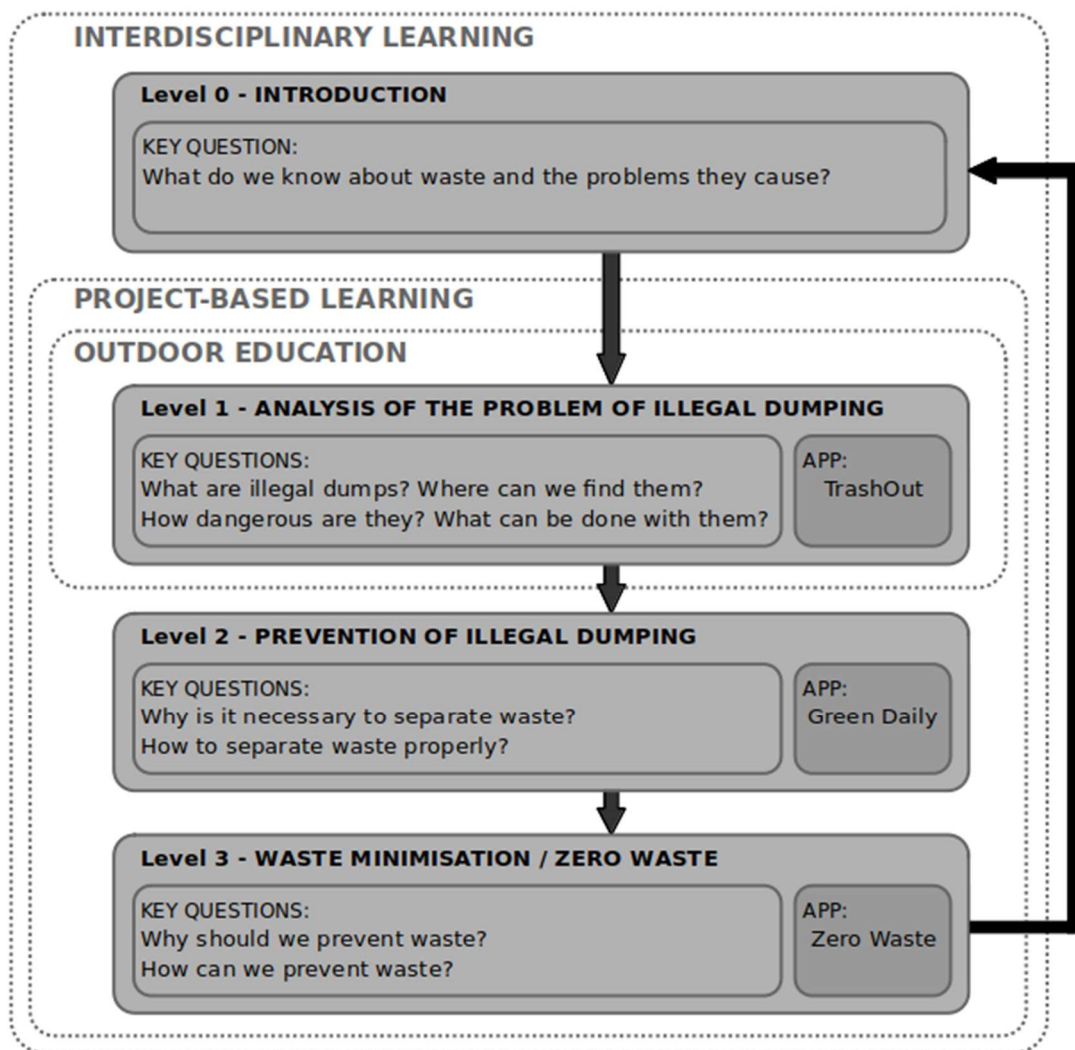 INTERDISCIPLINARY LEARNING
Level 0 - INTRODUCTION
KEY QUESTION:
What do we know about waste and the problems they cause?
PROJECT-BASED LEARNING
OUTDOOR EDUCATION
Level 1 - ANALYSIS OF THE PROBLEM OF ILLEGAL DUMPING
KEY QUESTIONS:
What are illegal dumps? Where can we find them?
How dangerous are they? What can be done with them?
APP:
TrashOut
Level 2 - PREVENTION OF ILLEGAL DUMPING
KEY QUESTIONS:
Why is it necessary to separate waste?
How to separate waste properly?
APP:
Green Daily
Level 3 - WASTE MINIMISATION / ZERO WASTE
KEY QUESTIONS:
Why should we prevent waste?
How can we prevent waste?
APP:
Zero Waste